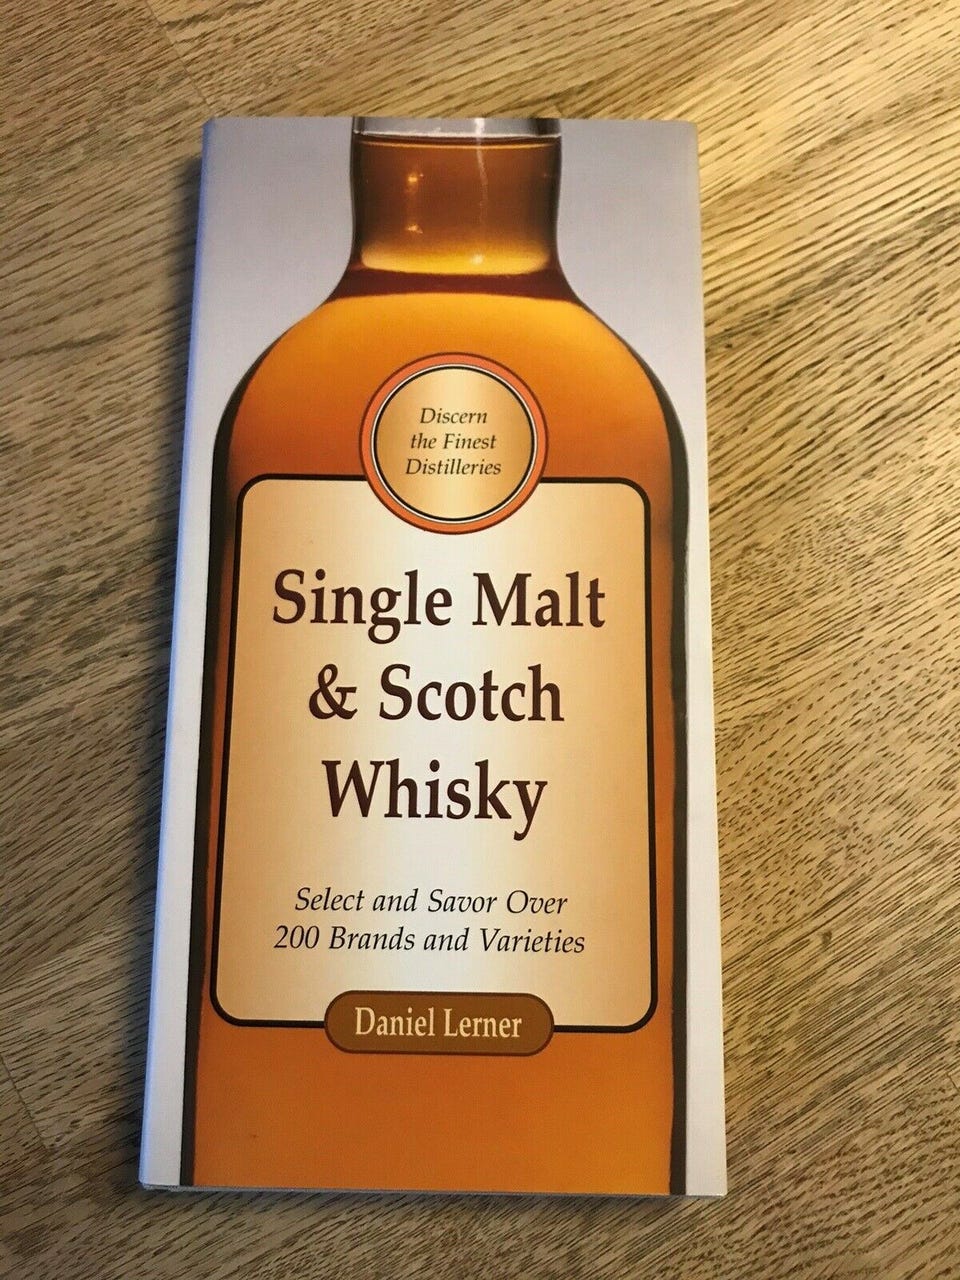 Discern
the Finest
Distilleries
Single Malt
& Scotch
Whisky
Select and Savor Over
200 Brands and Varieties
Daniel Lerner